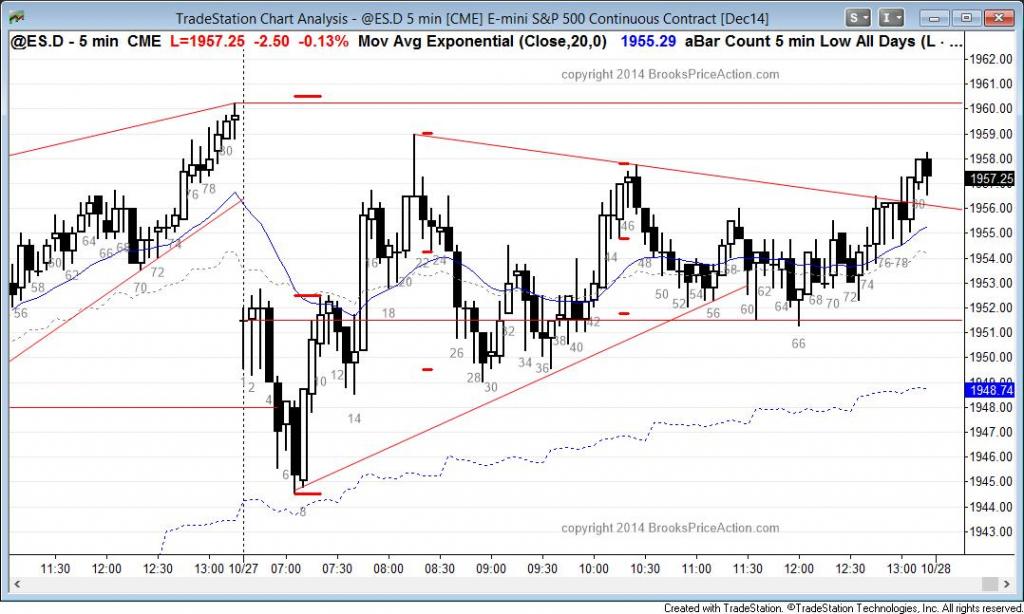 TradeStation Chart Analysis - @ES.D 5 min [CME] E-mini S&P 500 Continuous Contract [Dec14]
S I
@ES.D - 5 min CME L=1957.25 -2.50 -0.13% Mov Avg Exponential (Close,20,0) 1955.29 aBar Count 5 min Low All Days (L · ...
copyright 2014 BrooksPriceAction.com
1962.00
1961.00
1960.00
1959.00
1958.00
1957.25
1956.00
1955.00
1954.00
1953.00
1952.00
1951.00
1950.00
1948.74
1948.00
1947.00
1946.00
1945.00
1944.00
1943.00
56 58 60 62 64 66 68 70 72 74 76 78 80
2 4 6 8 10 12 14 16 18 20 22 24 26 28 30 32 34 36 38 40 42 44 46 48 50 52 54 56 58 60 62 64 66 68 70 72 74 76 78 80
copyright 2014 BrooksPriceAction.com
11:30 12:00 12:30 13:00 10/27 07:00 07:30 08:00 08:30 09:00 09:30 10:00 10:30 11:00 11:30 12:00 12:30 13:00 10/28
Created with TradeStation. ©TradeStation Technologies, Inc. All rights reserved.